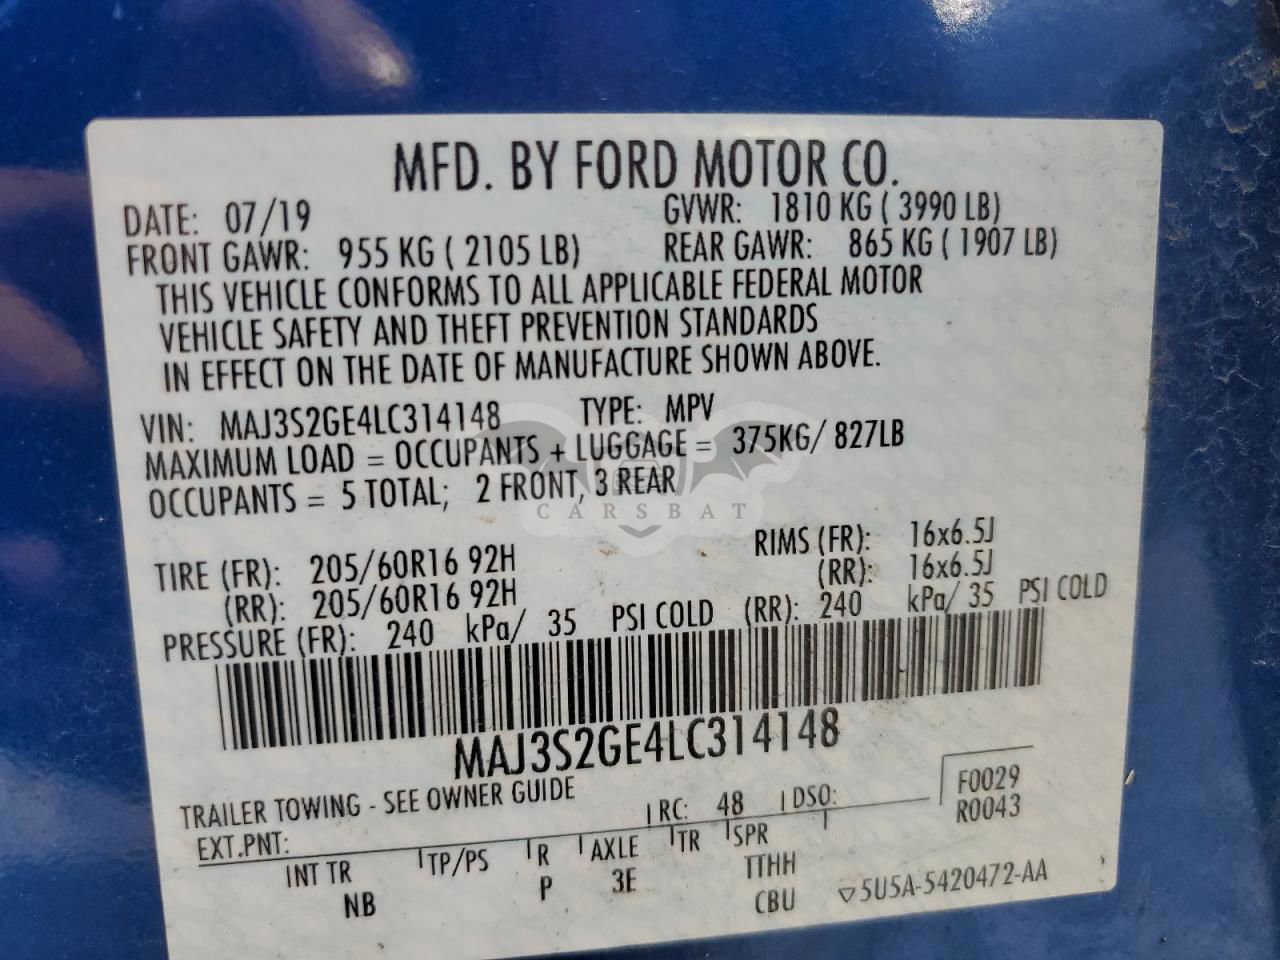 MFD. BY FORD MOTOR CO.
DATE: 07/19 GVWR: 1810 KG ( 3990 LB)
FRONT GAWR: 955 KG ( 2105 LB) REAR GAWR: 865 KG ( 1907 LB)
THIS VEHICLE CONFORMS TO ALL APPLICABLE FEDERAL MOTOR
VEHICLE SAFETY AND THEFT PREVENTION STANDARDS
IN EFFECT ON THE DATE OF MANUFACTURE SHOWN ABOVE.
VIN: MAJ3S2GE4LC314148 TYPE: MPV
MAXIMUM LOAD = OCCUPANTS + LUGGAGE = 375KG/ 827LB
OCCUPANTS = 5 TOTAL; 2 FRONT, 3 REAR
CARSBAT
TIRE (FR): 205/60R16 92H RIMS (FR): 16x6.5J
(RR): 205/60R16 92H (RR): 16x6.5J
PRESSURE (FR): 240 kPa/ 35 PSI COLD (RR): 240 kPa/ 35 PSI COLD
MAJ3S2GE4LC314148
TRAILER TOWING - SEE OWNER GUIDE
EXT.PNT: RC: 48 DSO: F0029
R0043
INT TR TP/PS R AXLE TR SPR
NB P 3E TTHH
CBU 5U5A-5420472-AA